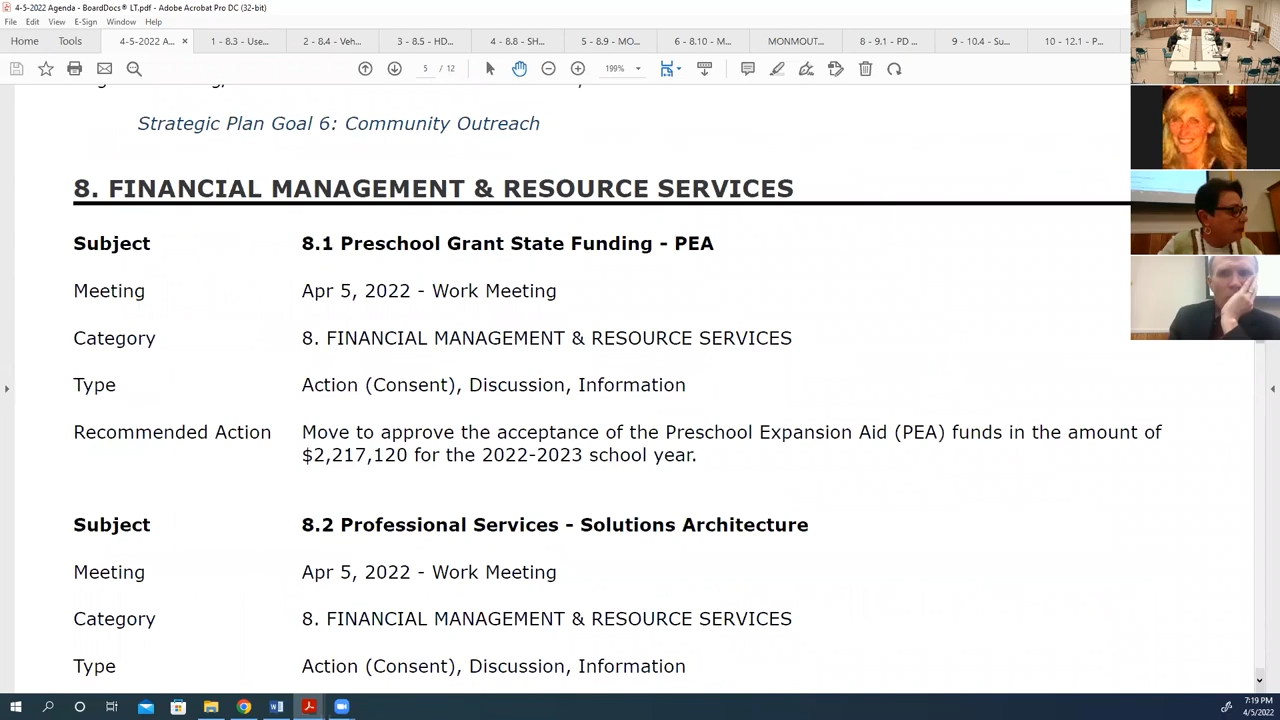 4-5-2022 Agenda - BoardDocs® LT.pdf - Adobe Acrobat Pro DC (32-bit)
File Edit View E-Sign Window Help
Home Tools 4-5-2022 A... × 1 - 8.3 - Use... 2 - 8.4 - Veh... 3 - 8.5 - HD... 4 - 8.8 - SH... 5 - 8.9 - MO... 6 - 8.10 - M... MONMOUT... 8 - 9.1 - PD ... - 10.4 - Su... 10 - 12.1 - P...
5 / 12 199%
Strategic Plan Goal 6: Community Outreach
8. FINANCIAL MANAGEMENT & RESOURCE SERVICES
Subject 8.1 Preschool Grant State Funding - PEA
Meeting Apr 5, 2022 - Work Meeting
Category 8. FINANCIAL MANAGEMENT & RESOURCE SERVICES
Type Action (Consent), Discussion, Information
Recommended Action Move to approve the acceptance of the Preschool Expansion Aid (PEA) funds in the amount of
$2,217,120 for the 2022-2023 school year.
Subject 8.2 Professional Services - Solutions Architecture
Meeting Apr 5, 2022 - Work Meeting
Category 8. FINANCIAL MANAGEMENT & RESOURCE SERVICES
Type Action (Consent), Discussion, Information
7:19 PM
4/5/2022